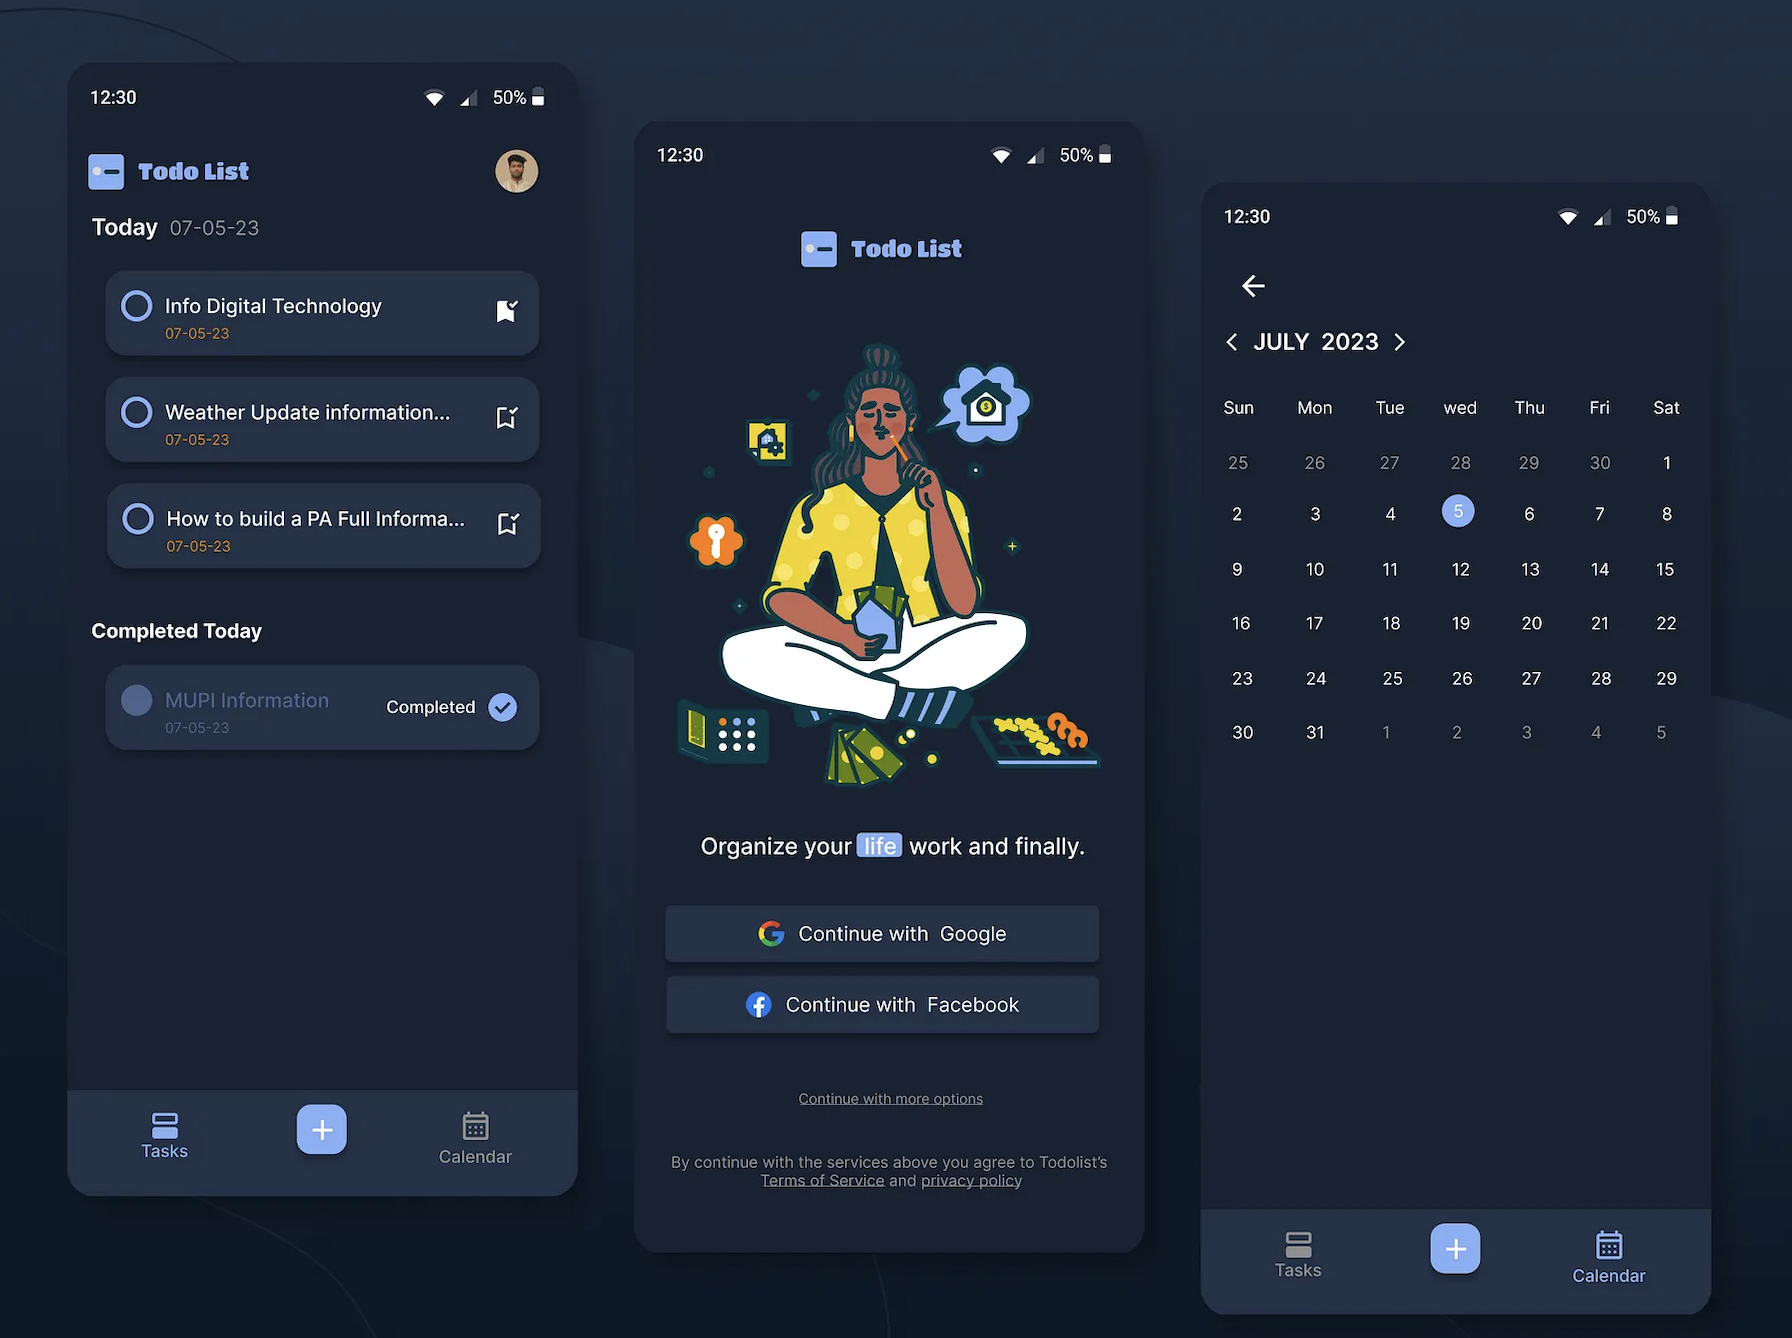 12:30 50%
Todo List
Today 07-05-23
Info Digital Technology
07-05-23
Weather Update information...
07-05-23
How to build a PA Full Informa...
07-05-23
Completed Today
MUPI Information Completed
07-05-23
Tasks
Calendar
12:30 50%
Todo List
$
Organize your life work and finally.
Continue with Google
Continue with Facebook
Continue with more options
By continue with the services above you agree to Todolist's
Terms of Service and privacy policy
12:30 50%
JULY 2023
Sun Mon Tue wed Thu Fri Sat
25 26 27 28 29 30 1
2 3 4 5 6 7 8
9 10 11 12 13 14 15
16 17 18 19 20 21 22
23 24 25 26 27 28 29
30 31 1 2 3 4 5
Tasks
Calendar